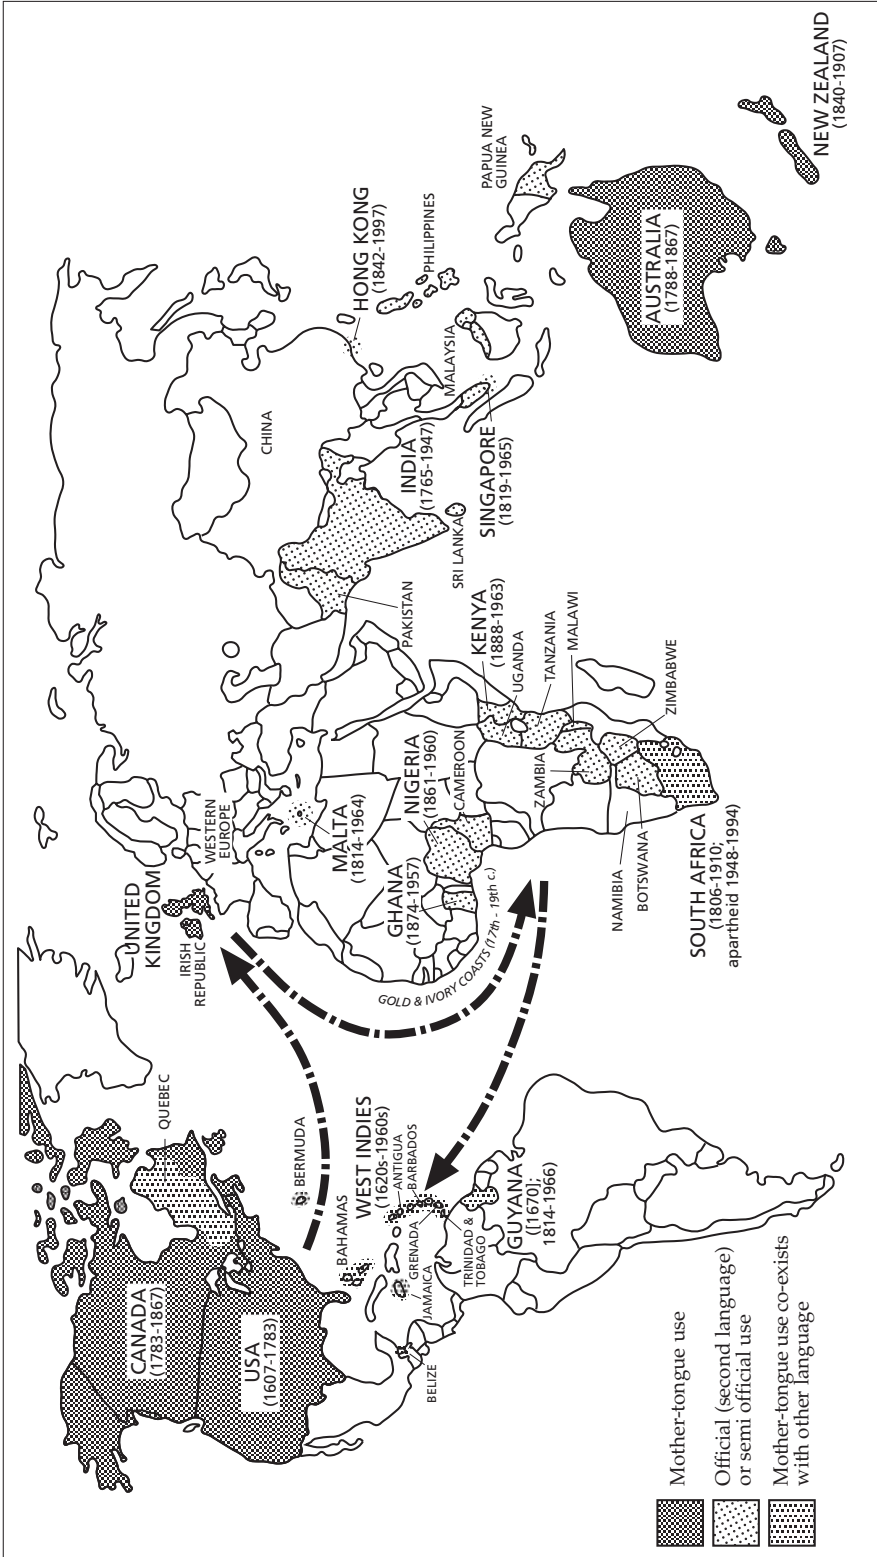 CANADA
(1783-1867)
USA
(1607-1783)
QUEBEC
BERMUDA
BAHAMAS
WEST INDIES
(1620s-1960s)
ANTIGUA
BARBADOS
GRENADA
JAMAICA
TRINIDAD &
TOBAGO
BELIZE
GUYANA
([1670];
1814-1966)
UNITED
KINGDOM
IRISH
REPUBLIC
WESTERN
EUROPE
MALTA
(1814-1964)
GHANA
(1874-1957)
NIGERIA
(1861-1960)
CAMEROON
GOLD & IVORY COASTS (17th - 19th c.)
KENYA
(1888-1963)
UGANDA
TANZANIA
MALAWI
ZAMBIA
ZIMBABWE
NAMIBIA
BOTSWANA
SOUTH AFRICA
(1806-1910;
apartheid 1948-1994)
PAKISTAN
INDIA
(1765-1947)
SRI LANKA
CHINA
HONG KONG
(1842-1997)
PHILIPPINES
MALAYSIA
SINGAPORE
(1819-1965)
PAPUA NEW
GUINEA
AUSTRALIA
(1788-1867)
NEW ZEALAND
(1840-1907)
Mother-tongue use
Official (second language)
or semi official use
Mother-tongue use co-exists
with other language